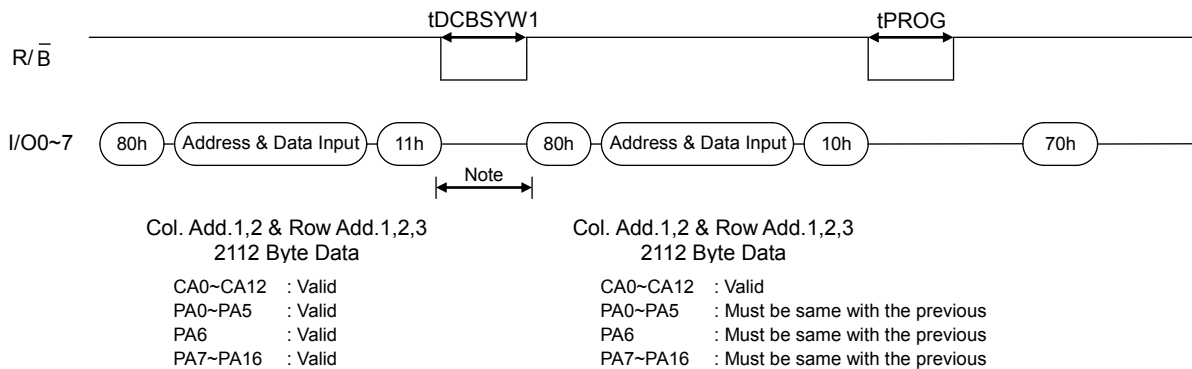 tDCBSYW1
tPROG
R/B̅
I/O0~7
80h
Address & Data Input
11h
80h
Address & Data Input
10h
70h
Note
Col. Add.1,2 & Row Add.1,2,3
2112 Byte Data
CA0~CA12 : Valid
PA0~PA5 : Valid
PA6 : Valid
PA7~PA16 : Valid
Col. Add.1,2 & Row Add.1,2,3
2112 Byte Data
CA0~CA12 : Valid
PA0~PA5 : Must be same with the previous
PA6 : Must be same with the previous
PA7~PA16 : Must be same with the previous